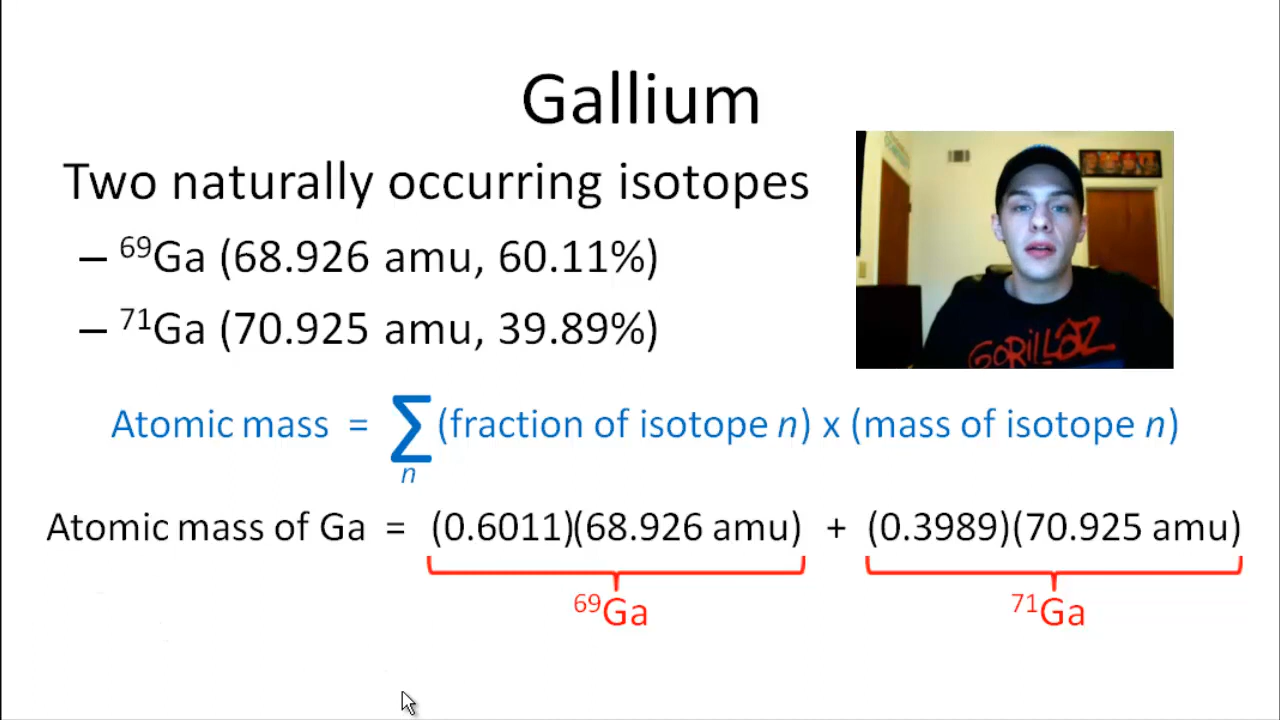 Gallium
Two naturally occurring isotopes
– ⁶⁹Ga (68.926 amu, 60.11%)
– ⁷¹Ga (70.925 amu, 39.89%)
GORILLAZ
Atomic mass = ∑ (fraction of isotope n) x (mass of isotope n)
n
Atomic mass of Ga = (0.6011)(68.926 amu) + (0.3989)(70.925 amu)
⁶⁹Ga ⁷¹Ga